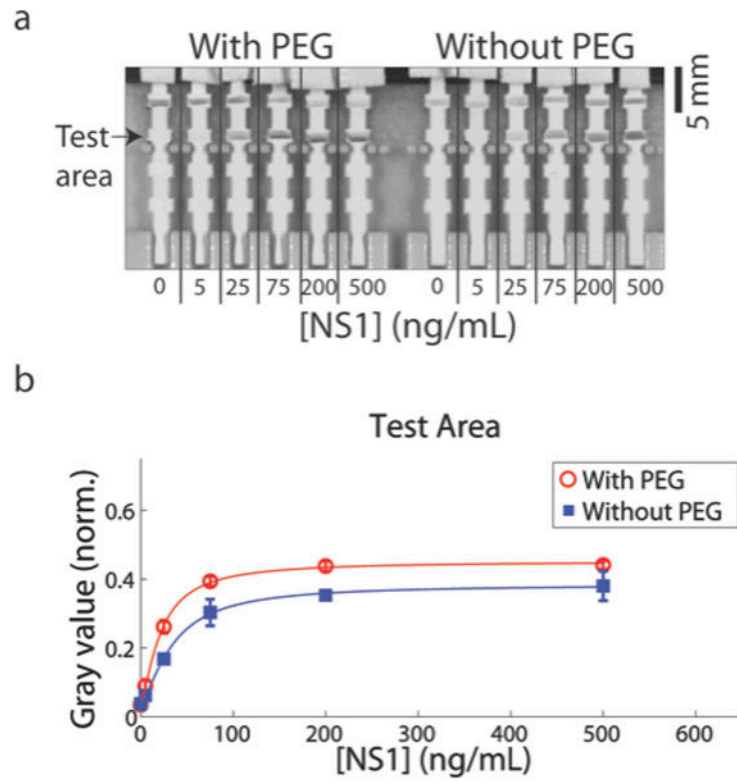 a
With PEG Without PEG
Test area
5 mm
0 5 25 75 200 500 0 5 25 75 200 500
[NS1] (ng/mL)
b
Test Area
With PEG
Without PEG
Gray value (norm.)
0.6
0.4
0.2
0
0 100 200 300 400 500 600
[NS1] (ng/mL)